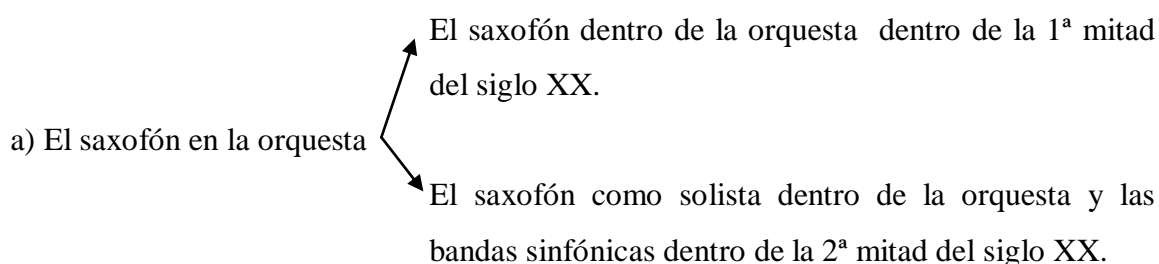 El saxofón dentro de la orquesta dentro de la 1ª mitad
del siglo XX.
a) El saxofón en la orquesta
El saxofón como solista dentro de la orquesta y las
bandas sinfónicas dentro de la 2ª mitad del siglo XX.